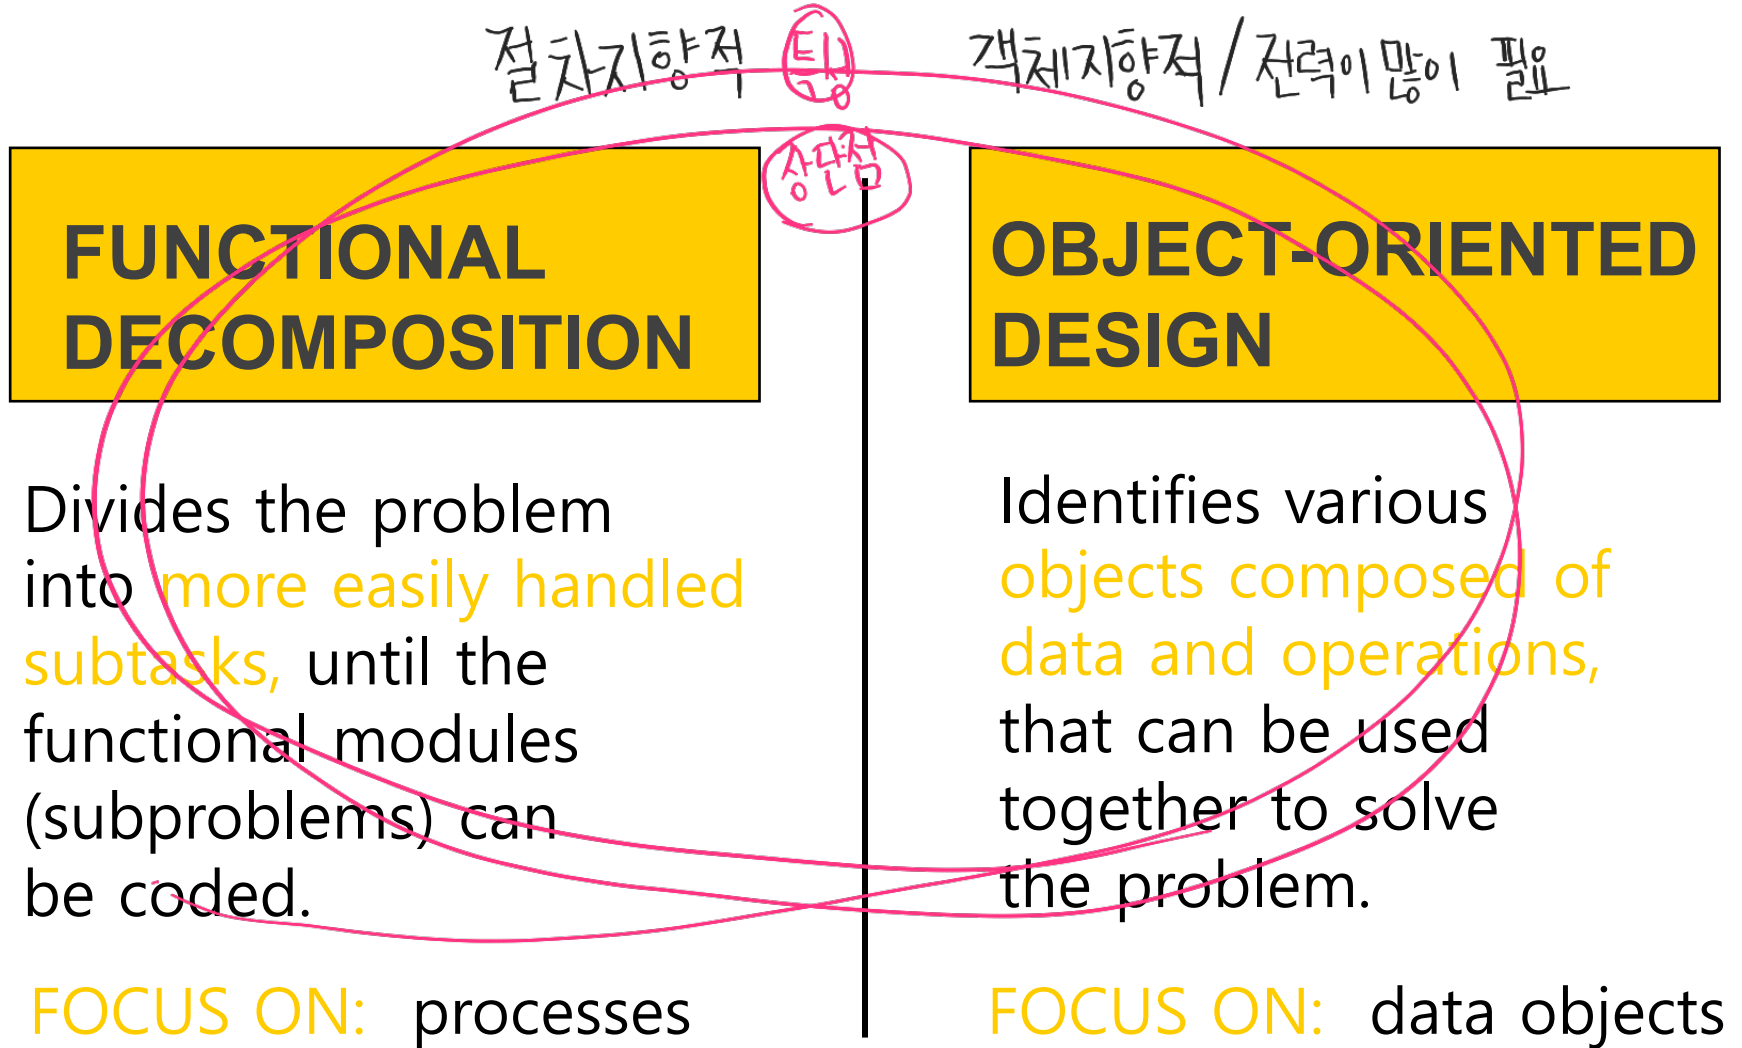 절차지향적 팅 객체지향적 / 전력이 많이 필요
장단점
FUNCTIONAL
DECOMPOSITION
Divides the problem
into more easily handled
subtasks, until the
functional modules
(subproblems) can
be coded.
FOCUS ON: processes
OBJECT-ORIENTED
DESIGN
Identifies various
objects composed of
data and operations,
that can be used
together to solve
the problem.
FOCUS ON: data objects